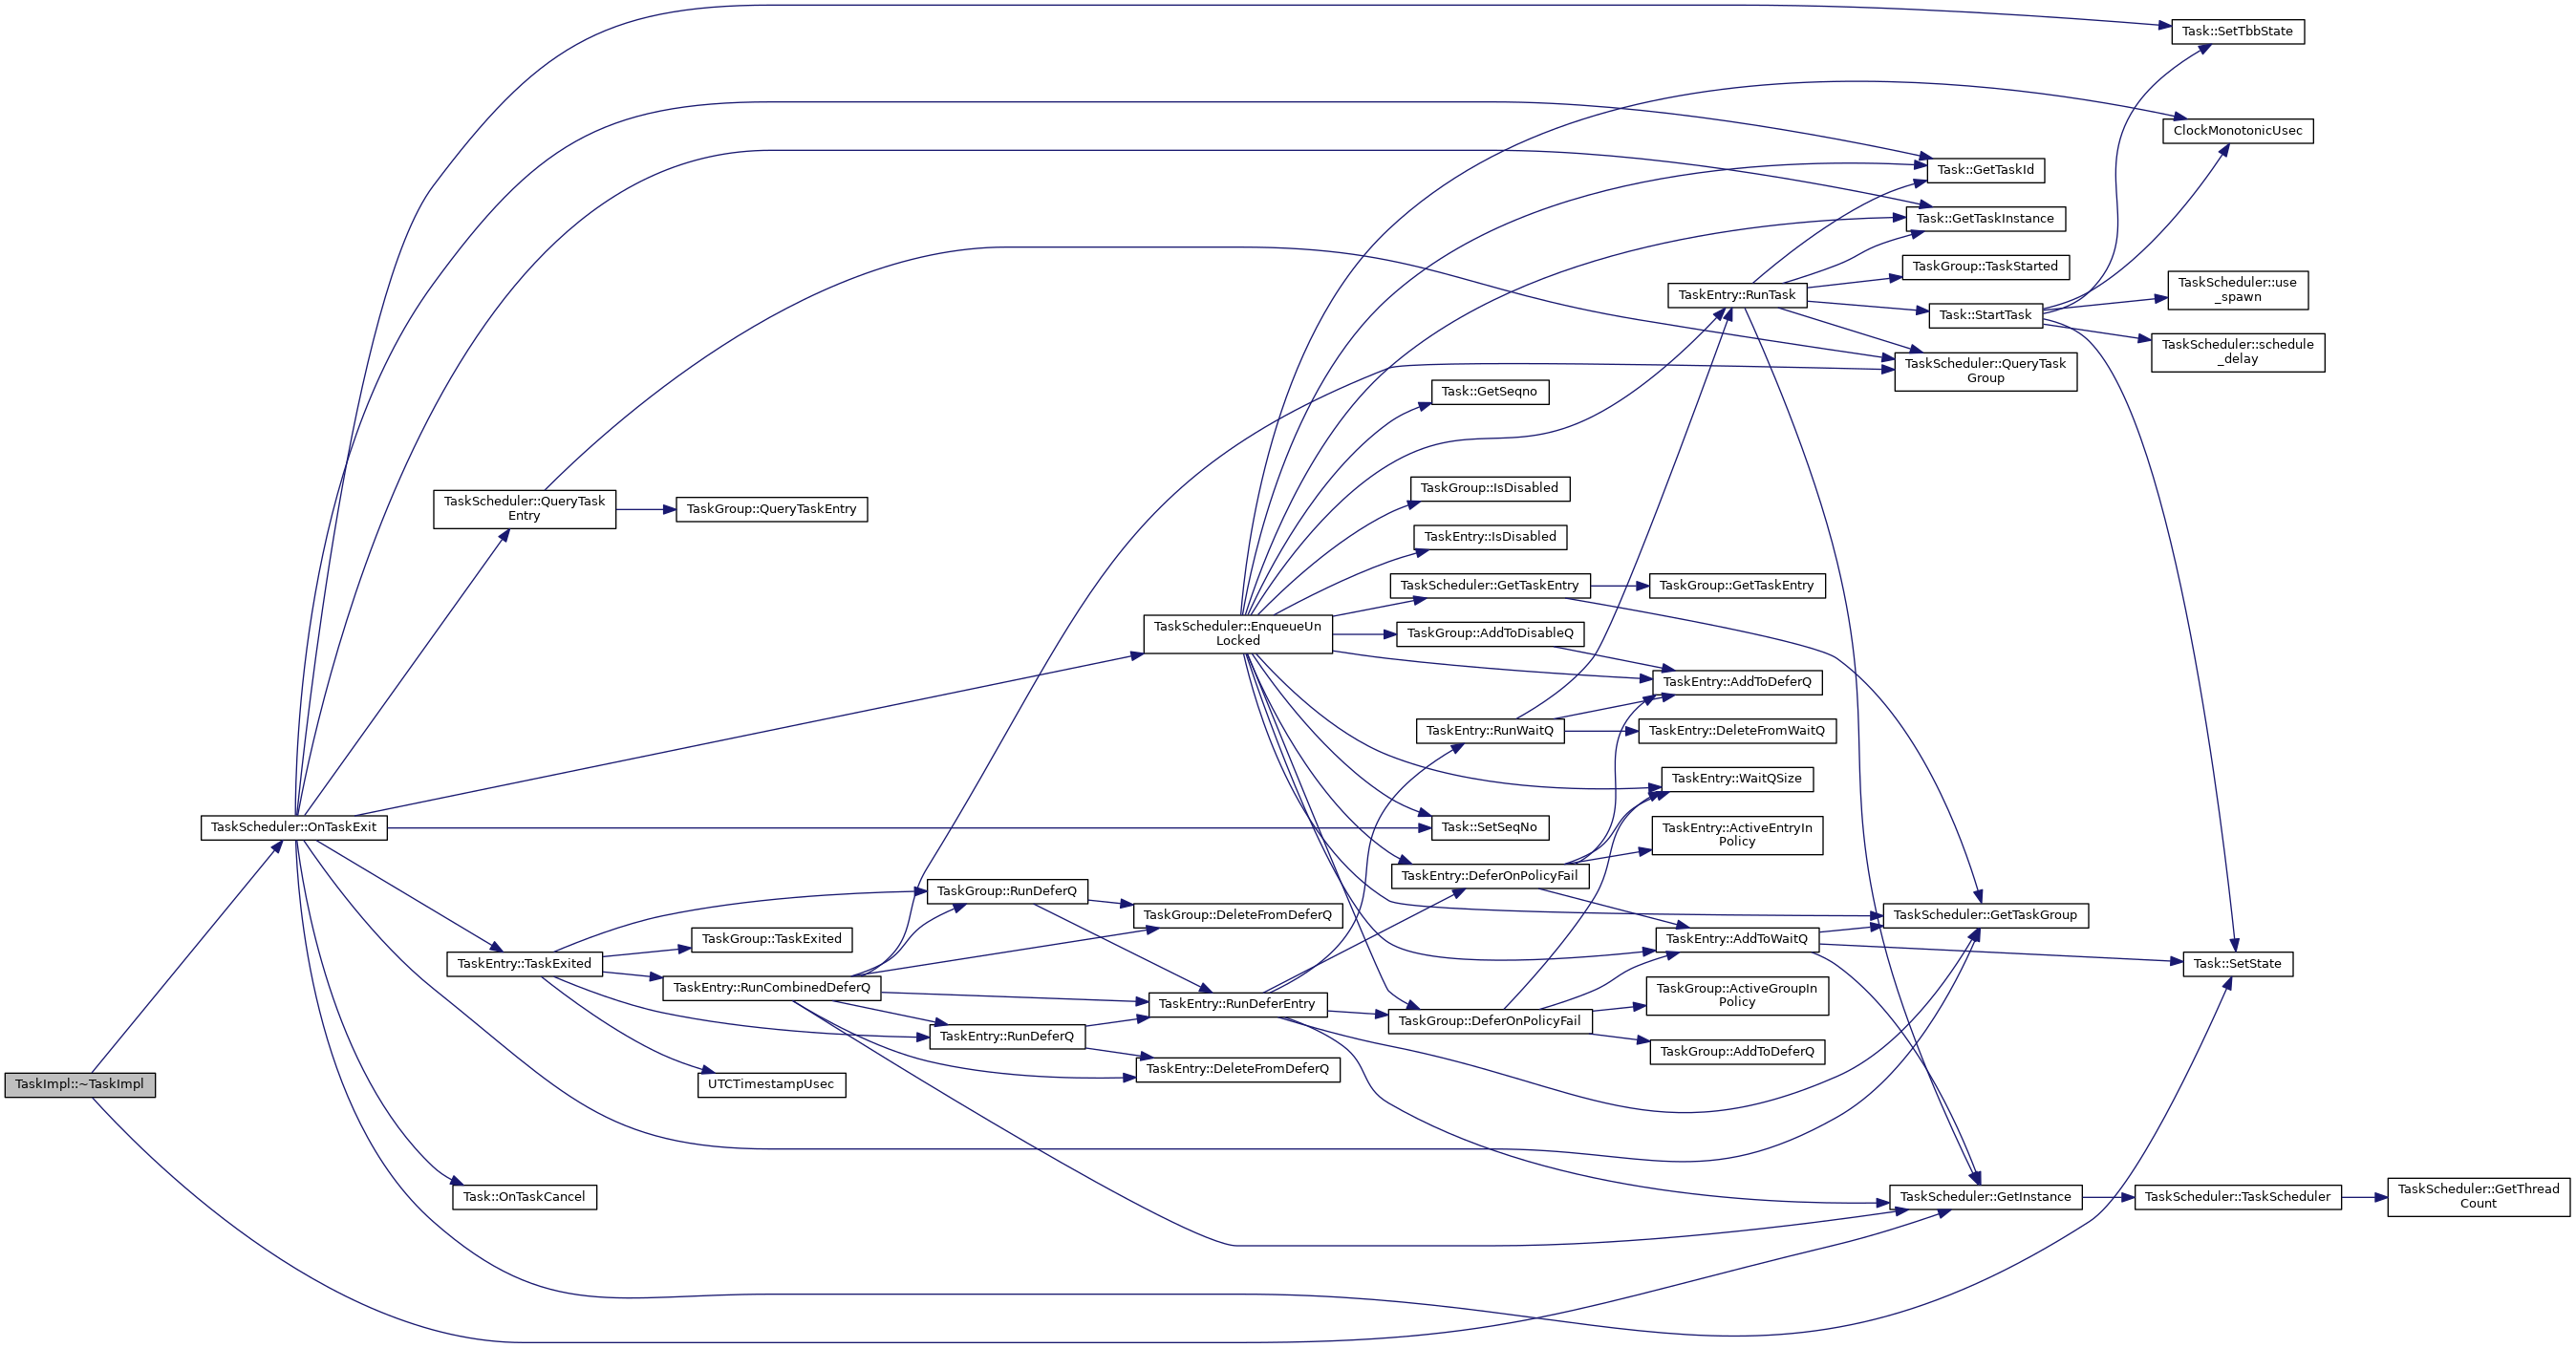 Task::SetTbbState
ClockMonotonicUsec
Task::GetTaskId
Task::GetTaskInstance
TaskGroup::TaskStarted
TaskScheduler::use
_spawn
TaskEntry::RunTask
Task::StartTask
TaskScheduler::schedule
_delay
TaskScheduler::QueryTask
Group
Task::GetSeqno
TaskGroup::IsDisabled
TaskScheduler::QueryTask
Entry
TaskGroup::QueryTaskEntry
TaskEntry::IsDisabled
TaskScheduler::GetTaskEntry
TaskGroup::GetTaskEntry
TaskScheduler::EnqueueUn
Locked
TaskGroup::AddToDisableQ
TaskEntry::AddToDeferQ
TaskEntry::RunWaitQ
TaskEntry::DeleteFromWaitQ
TaskEntry::WaitQSize
TaskScheduler::OnTaskExit
Task::SetSeqNo
TaskEntry::ActiveEntryIn
Policy
TaskEntry::DeferOnPolicyFail
TaskGroup::RunDeferQ
TaskGroup::DeleteFromDeferQ
TaskScheduler::GetTaskGroup
TaskGroup::TaskExited
TaskEntry::AddToWaitQ
TaskEntry::TaskExited
Task::SetState
TaskEntry::RunCombinedDeferQ
TaskGroup::ActiveGroupIn
Policy
TaskEntry::RunDeferEntry
TaskGroup::DeferOnPolicyFail
TaskEntry::RunDeferQ
TaskGroup::AddToDeferQ
TaskEntry::DeleteFromDeferQ
TaskImpl::~TaskImpl
UTCTimestampUsec
Task::OnTaskCancel
TaskScheduler::GetInstance
TaskScheduler::TaskScheduler
TaskScheduler::GetThread
Count